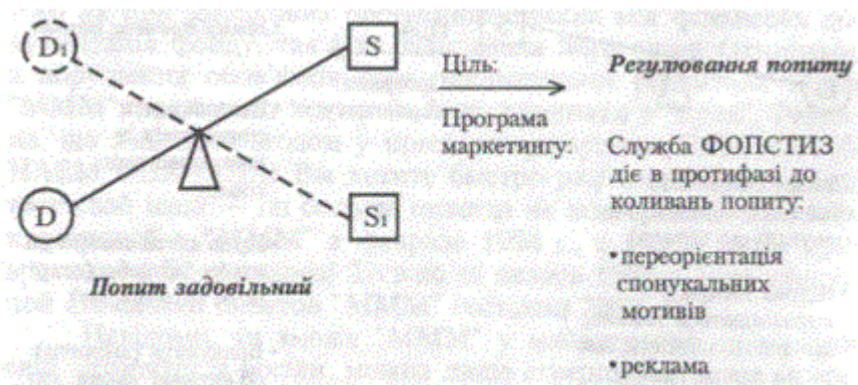 D₁
S
D
S₁
Попит задовільний
Ціль:
Програма
маркетингу:
Регулювання попиту
Служба ФОПСТИЗ
діє в протифазі до
коливань попиту:
•переорієнтація
спонукальних
мотивів
•реклама